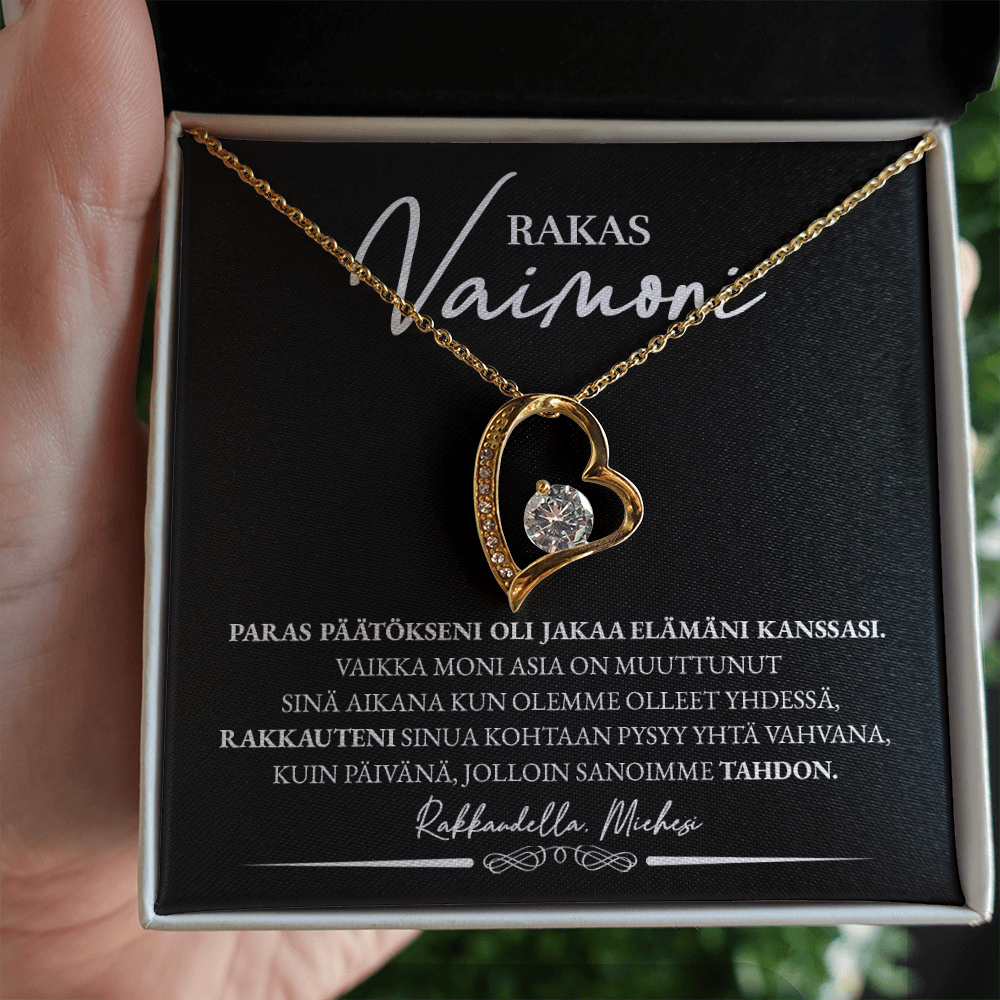 RAKAS
Vaimoni
PARAS PÄÄTÖKSENI OLI JAKAA ELÄMÄNI KANSSASI.
VAIKKA MONI ASIA ON MUUTTUNUT
SINÄ AIKANA KUN OLEMME OLLEET YHDESSÄ,
RAKKAUTENI SINUA KOHTAAN PYSYY YHTÄ VAHVANA,
KUIN PÄIVÄNÄ, JOLLOIN SANOIMME TAHDON.
Rakkaudella, Miehesi